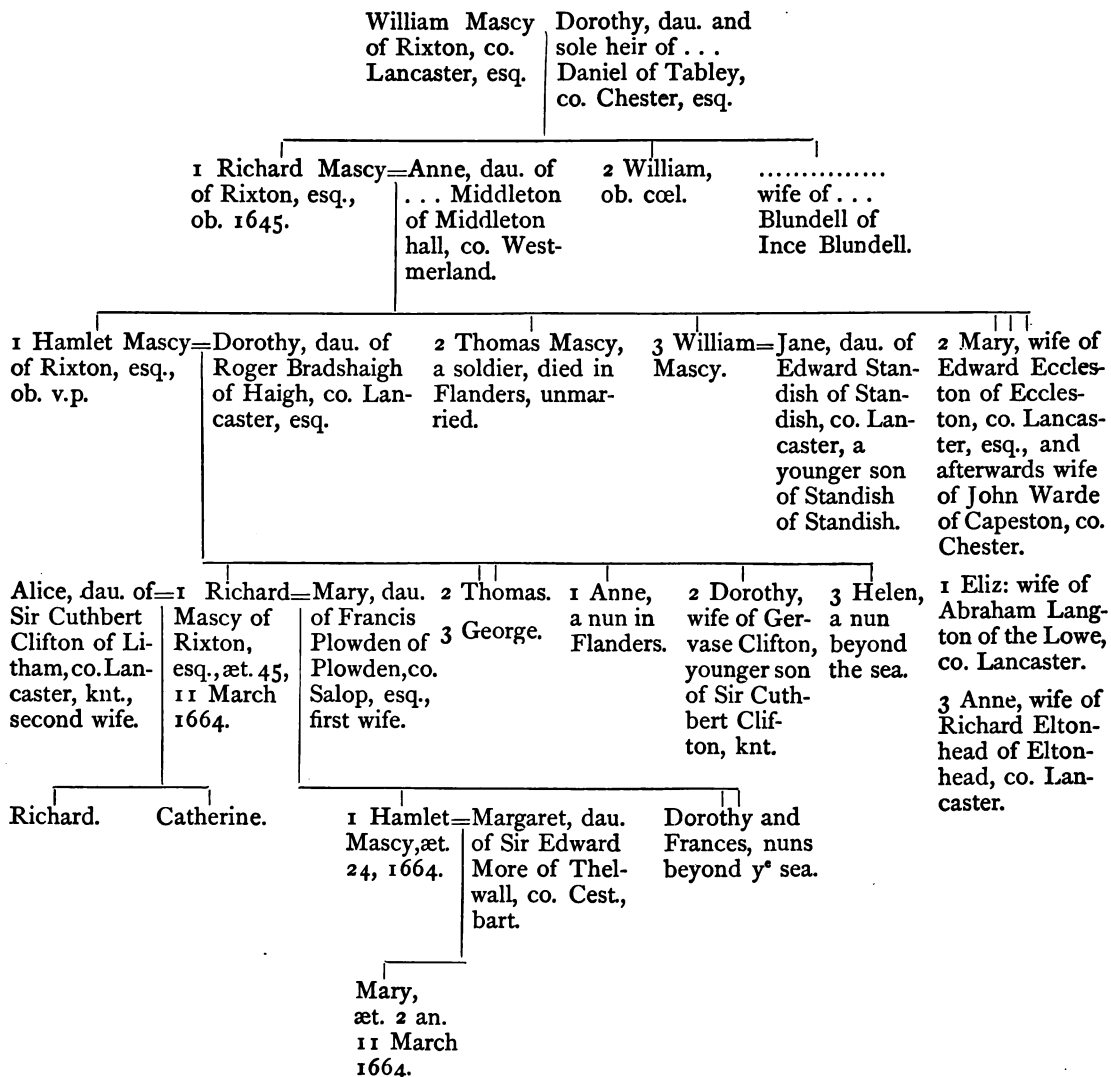 William Mascy
of Rixton, co.
Lancaster, esq.
Dorothy, dau. and
sole heir of . . .
Daniel of Tabley,
co. Chester, esq.
1 Richard Mascy=
of Rixton, esq.,
ob. 1645.
Anne, dau. of
. . . Middleton
of Middleton
hall, co. West-
merland.
2 William,
ob. cœl.
...............
wife of . . .
Blundell of
Ince Blundell.
1 Hamlet Mascy=
of Rixton, esq.,
ob. v.p.
Dorothy, dau. of
Roger Bradshaigh
of Haigh, co. Lan-
caster, esq.
2 Thomas Mascy,
a soldier, died in
Flanders, unmar-
ried.
3 William=
Mascy.
Jane, dau. of
Edward Stan-
dish of Stan-
dish, co. Lan-
caster, a
younger son
of Standish
of Standish.
2 Mary, wife of
Edward Eccles-
ton of Eccles-
ton, co. Lancas-
ter, esq., and
afterwards wife
of John Warde
of Capeston, co.
Chester.
1 Eliz: wife of
Abraham Lang-
ton of the Lowe,
co. Lancaster.
3 Anne, wife of
Richard Elton-
head of Elton-
head, co. Lan-
caster.
Alice, dau. of=
Sir Cuthbert
Clifton of Li-
tham, co. Lan-
caster, knt.,
second wife.
1 Richard=
Mascy of
Rixton,
esq., æt. 45,
11 March
1664.
Mary, dau.
of Francis
Plowden of
Plowden, co.
Salop, esq.,
first wife.
2 Thomas.
3 George.
1 Anne,
a nun in
Flanders.
2 Dorothy,
wife of Ger-
vase Clifton,
younger son
of Sir Cuth-
bert Clif-
ton, knt.
3 Helen,
a nun
beyond
the sea.
Richard.
Catherine.
1 Hamlet=
Mascy, æt.
24, 1664.
Margaret, dau.
of Sir Edward
More of Thel-
wall, co. Cest.,
bart.
Dorothy and
Frances, nuns
beyond yᵉ sea.
Mary,
æt. 2 an.
11 March
1664.